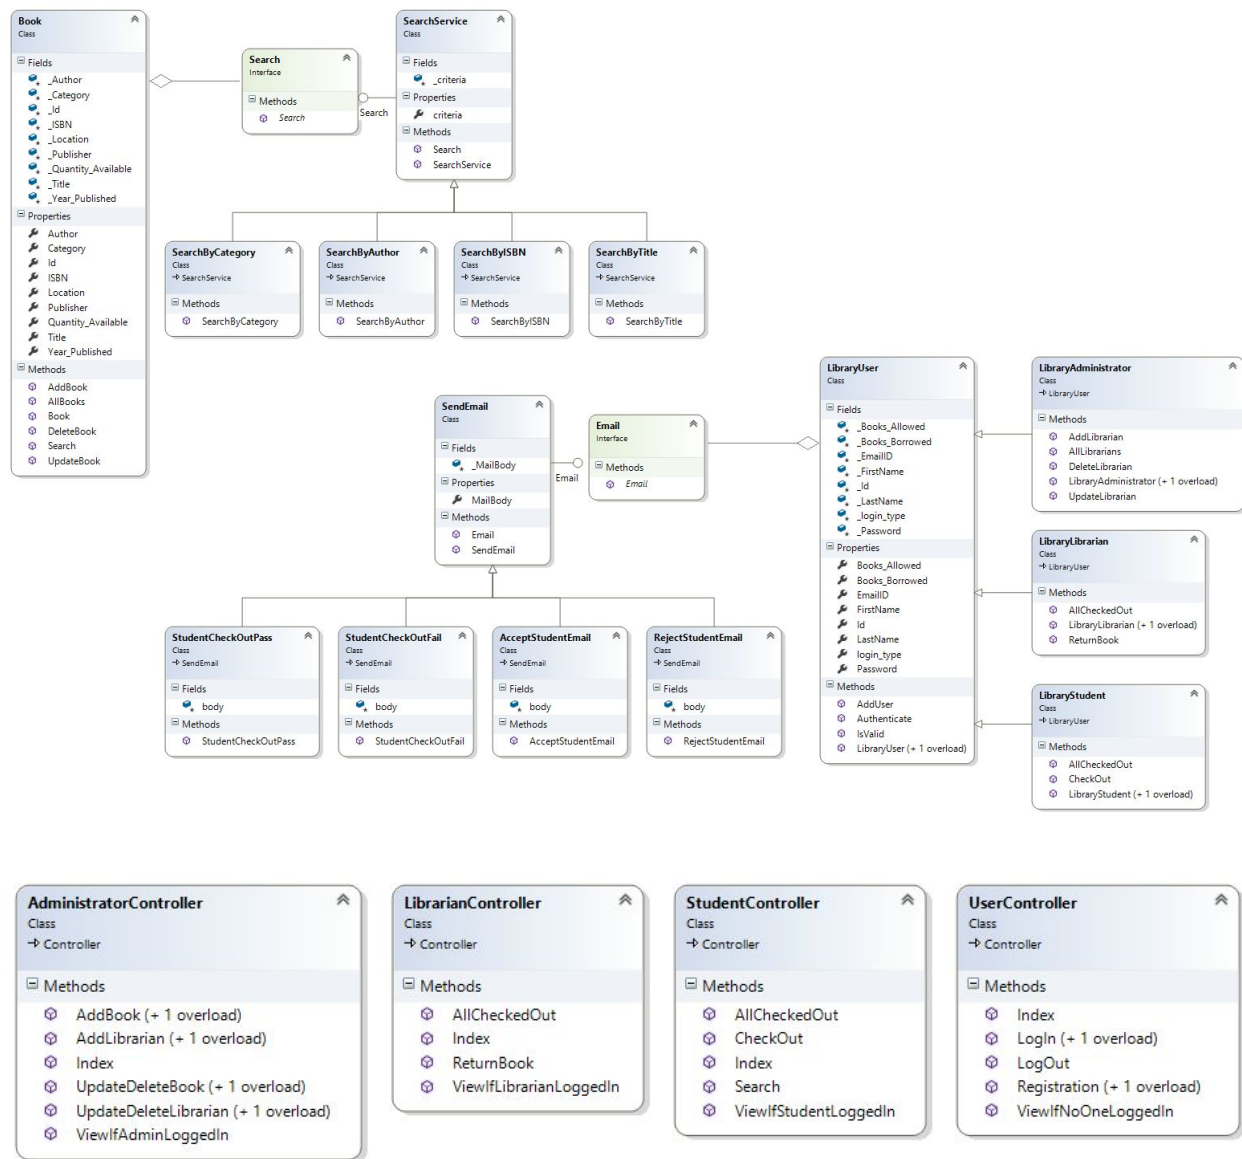 Book
Class
Fields
_Author
_Category
_Id
_ISBN
_Location
_Publisher
_Quantity_Available
_Title
_Year_Published
Properties
Author
Category
Id
ISBN
Location
Publisher
Quantity_Available
Title
Year_Published
Methods
AddBook
AllBooks
Book
DeleteBook
Search
UpdateBook
Search
Interface
Methods
Search
Search
SearchService
Class
Fields
_criteria
Properties
criteria
Methods
Search
SearchService
SearchByCategory
Class
SearchService
Methods
SearchByCategory
SearchByAuthor
Class
SearchService
Methods
SearchByAuthor
SearchByISBN
Class
SearchService
Methods
SearchByISBN
SearchByTitle
Class
SearchService
Methods
SearchByTitle
SendEmail
Class
Fields
_MailBody
Properties
MailBody
Methods
Email
SendEmail
Email
Email
Interface
Methods
Email
LibraryUser
Class
Fields
_Books_Allowed
_Books_Borrowed
_EmailID
_FirstName
_Id
_LastName
_login_type
_Password
Properties
Books_Allowed
Books_Borrowed
EmailID
FirstName
Id
LastName
login_type
Password
Methods
AddUser
Authenticate
IsValid
LibraryUser (+ 1 overload)
LibraryAdministrator
Class
LibraryUser
Methods
AddLibrarian
AllLibrarians
DeleteLibrarian
LibraryAdministrator (+ 1 overload)
UpdateLibrarian
LibraryLibrarian
Class
LibraryUser
Methods
AllCheckedOut
LibraryLibrarian (+ 1 overload)
ReturnBook
LibraryStudent
Class
LibraryUser
Methods
AllCheckedOut
CheckOut
LibraryStudent (+ 1 overload)
StudentCheckOutPass
Class
SendEmail
Fields
body
Methods
StudentCheckOutPass
StudentCheckOutFail
Class
SendEmail
Fields
body
Methods
StudentCheckOutFail
AcceptStudentEmail
Class
SendEmail
Fields
body
Methods
AcceptStudentEmail
RejectStudentEmail
Class
SendEmail
Fields
body
Methods
RejectStudentEmail
AdministratorController
Class
Controller
Methods
AddBook (+ 1 overload)
AddLibrarian (+ 1 overload)
Index
UpdateDeleteBook (+ 1 overload)
UpdateDeleteLibrarian (+ 1 overload)
ViewIfAdminLoggedIn
LibrarianController
Class
Controller
Methods
AllCheckedOut
Index
ReturnBook
ViewIfLibrarianLoggedIn
StudentController
Class
Controller
Methods
AllCheckedOut
CheckOut
Index
Search
ViewIfStudentLoggedIn
UserController
Class
Controller
Methods
Index
LogIn (+ 1 overload)
LogOut
Registration (+ 1 overload)
ViewIfNoOneLoggedIn